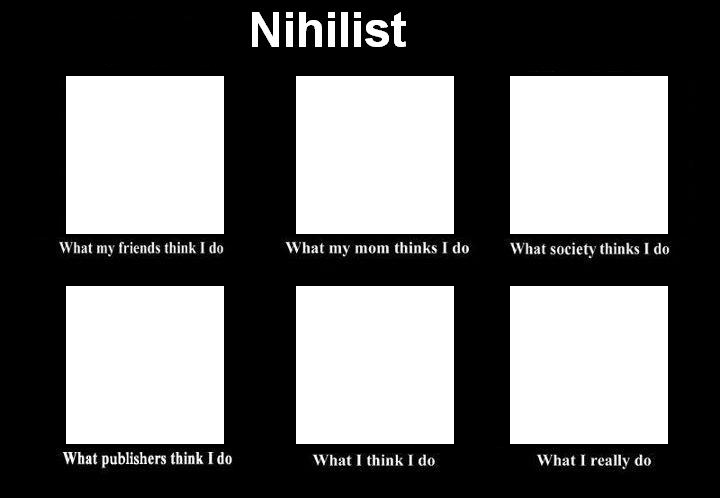 Nihilist
What my friends think I do
What my mom thinks I do
What society thinks I do
What publishers think I do
What I think I do
What I really do